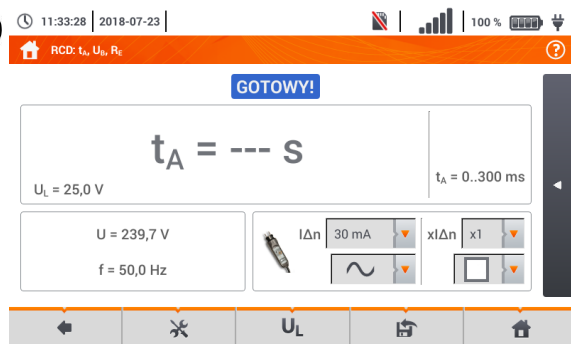 11:33:28 2018-07-23 100 %
RCD: tA, UB, RE
GOTOWY!
tA = --- s
UL = 25,0 V
tA = 0..300 ms
U = 239,7 V
f = 50,0 Hz
IΔn 30 mA xIΔn x1
UL